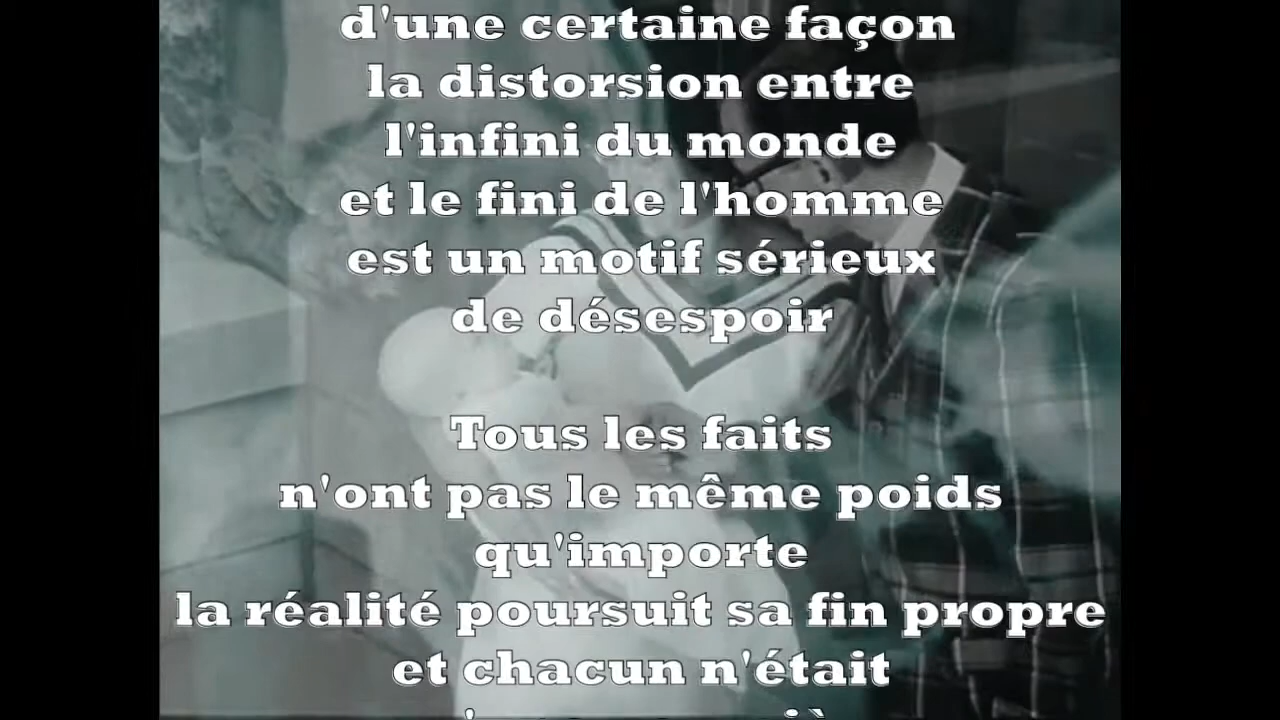 d'une certaine façon
la distorsion entre
l'infini du monde
et le fini de l'homme
est un motif sérieux
de désespoir
Tous les faits
n'ont pas le même poids
qu'importe
la réalité poursuit sa fin propre
et chacun n'était